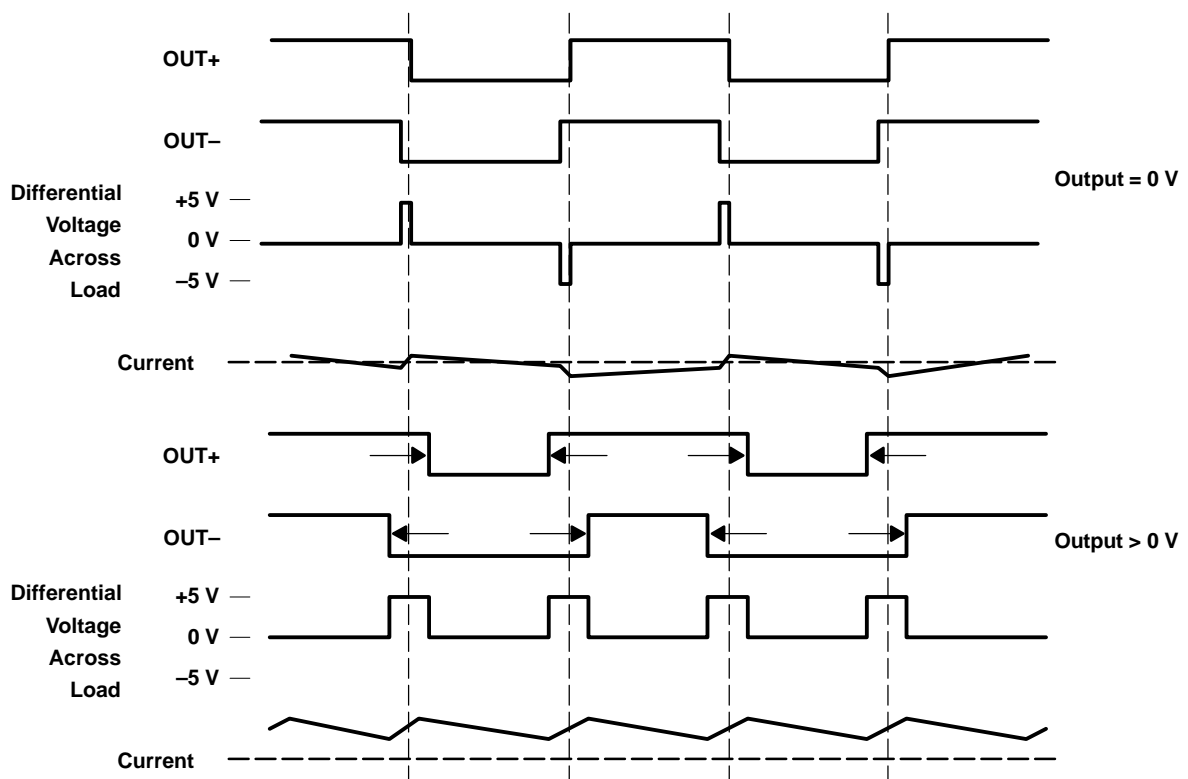 OUT+
OUT–
Output = 0 V
Differential
Voltage
Across
Load
+5 V
0 V
–5 V
Current
OUT+
OUT–
Output > 0 V
Differential
Voltage
Across
Load
+5 V
0 V
–5 V
Current